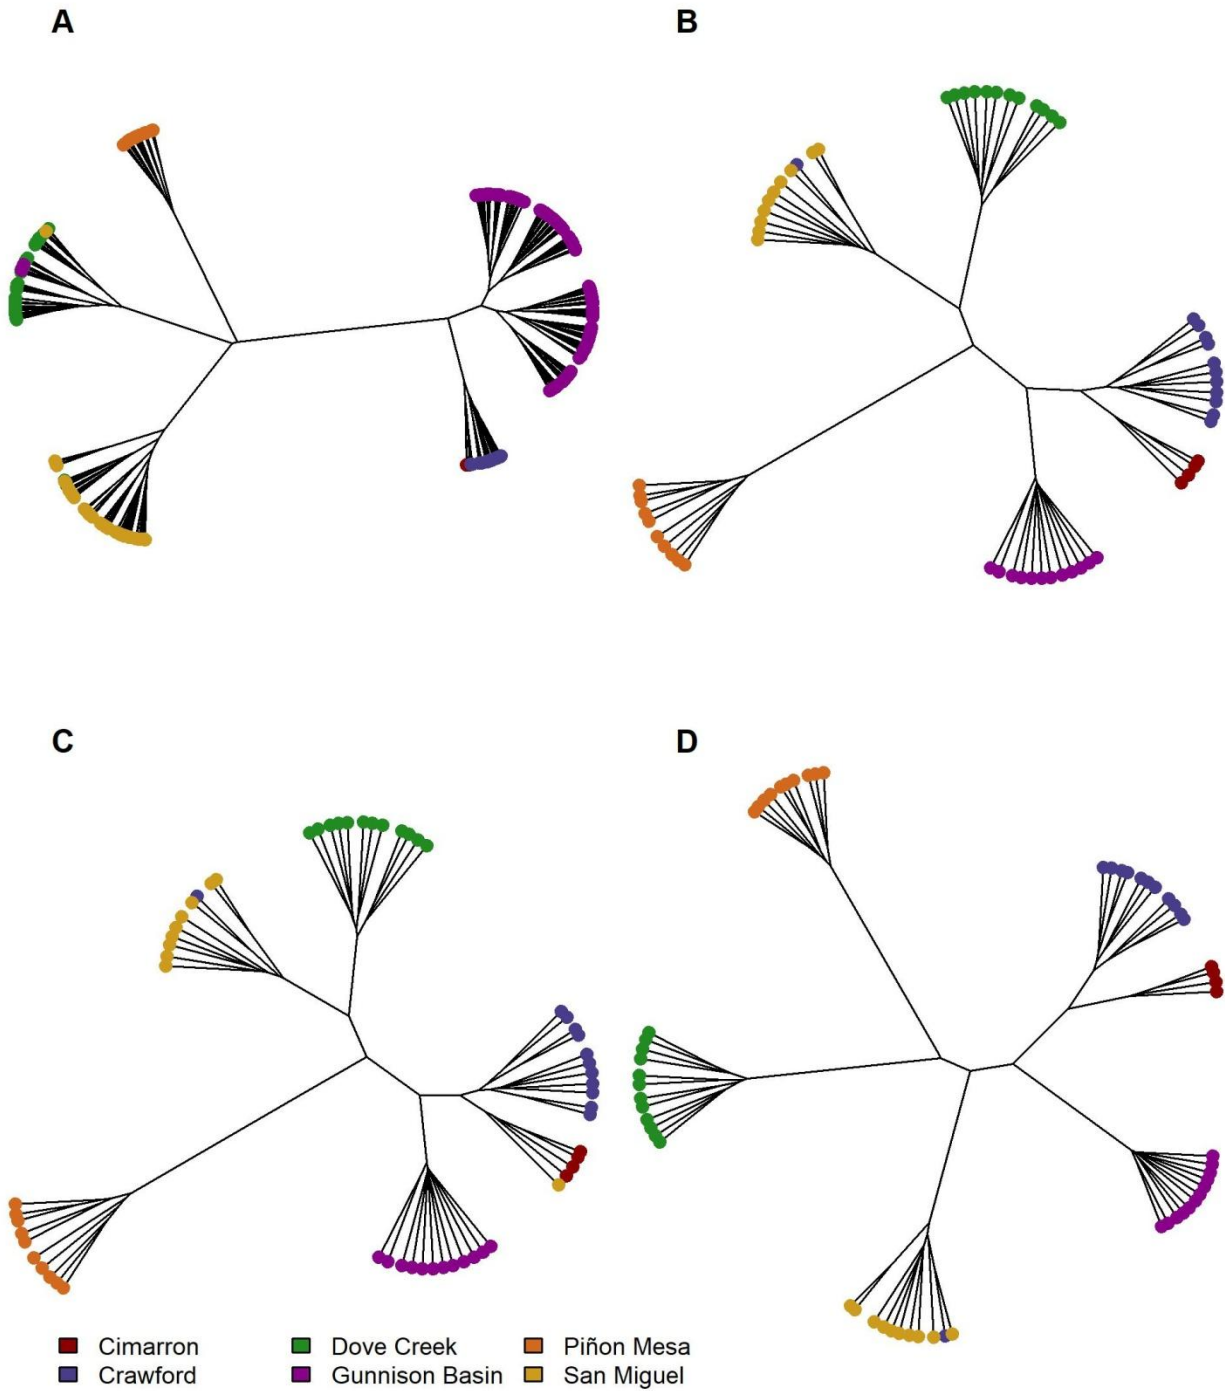 A
B
C
D
Cimarron
Dove Creek
Piñon Mesa
Crawford
Gunnison Basin
San Miguel